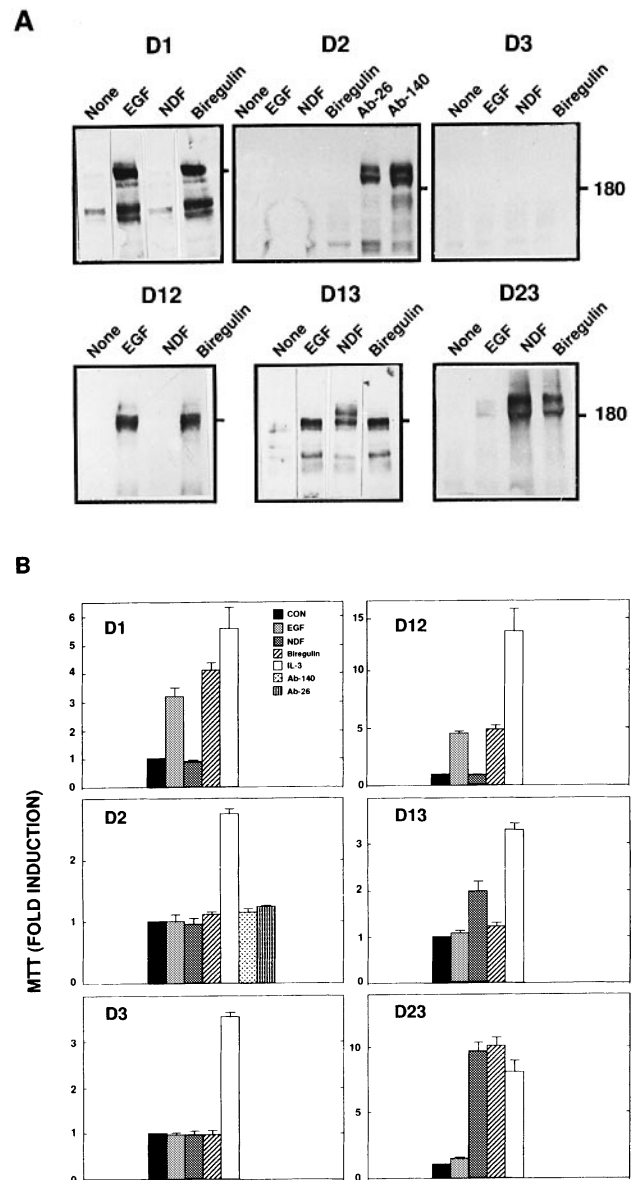 A
D1 D2 D3
None EGF NDF Biregulin None EGF NDF Biregulin Ab-26 Ab-140 None EGF NDF Biregulin
180
D12 D13 D23
None EGF NDF Biregulin None EGF NDF Biregulin None EGF NDF Biregulin
180
B
MTT (FOLD INDUCTION)
D1
6
5
4
3
2
1
0
CON
EGF
NDF
Biregulin
IL-3
Ab-140
Ab-26
D12
15
10
5
0
D2
2
1
0
D13
3
2
1
0
D3
3
2
1
0
D23
10
5
0